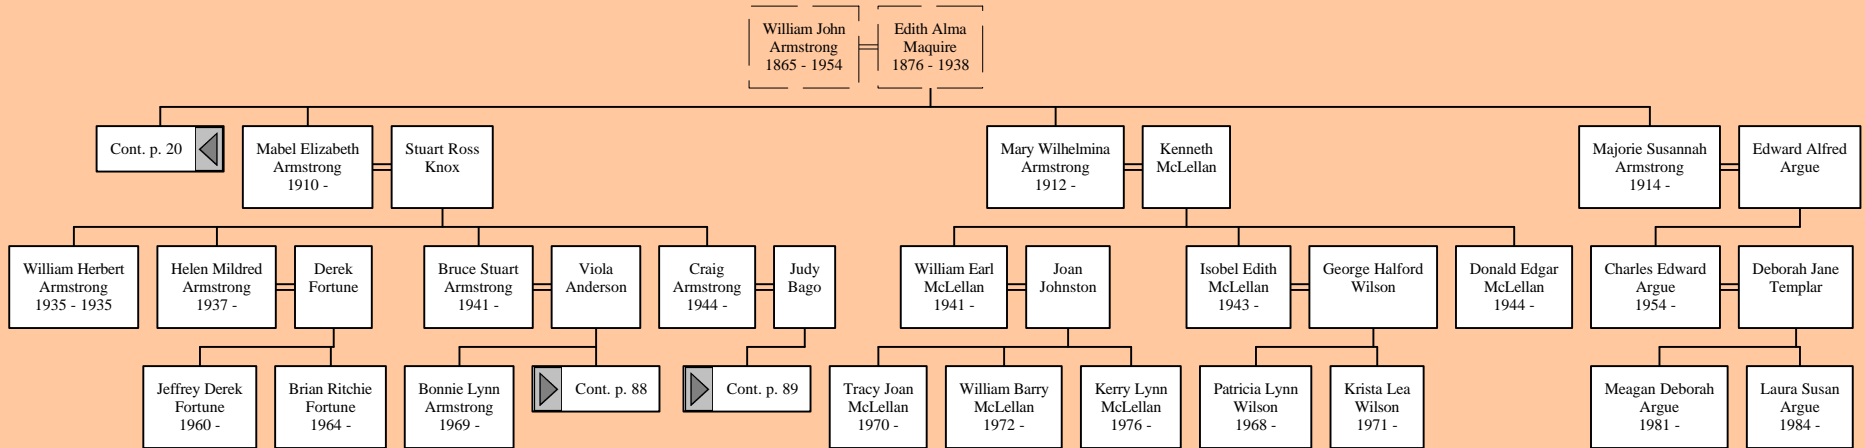 William John
Armstrong
1865 - 1954
Edith Alma
Maquire
1876 - 1938
Cont. p. 20
Mabel Elizabeth
Armstrong
1910 -
Stuart Ross
Knox
Mary Wilhelmina
Armstrong
1912 -
Kenneth
McLellan
Majorie Susannah
Armstrong
1914 -
Edward Alfred
Argue
William Herbert
Armstrong
1935 - 1935
Helen Mildred
Armstrong
1937 -
Derek
Fortune
Bruce Stuart
Armstrong
1941 -
Viola
Anderson
Craig
Armstrong
1944 -
Judy
Bago
William Earl
McLellan
1941 -
Joan
Johnston
Isobel Edith
McLellan
1943 -
George Halford
Wilson
Donald Edgar
McLellan
1944 -
Charles Edward
Argue
1954 -
Deborah Jane
Templar
Jeffrey Derek
Fortune
1960 -
Brian Ritchie
Fortune
1964 -
Bonnie Lynn
Armstrong
1969 -
Cont. p. 88
Cont. p. 89
Tracy Joan
McLellan
1970 -
William Barry
McLellan
1972 -
Kerry Lynn
McLellan
1976 -
Patricia Lynn
Wilson
1968 -
Krista Lea
Wilson
1971 -
Meagan Deborah
Argue
1981 -
Laura Susan
Argue
1984 -